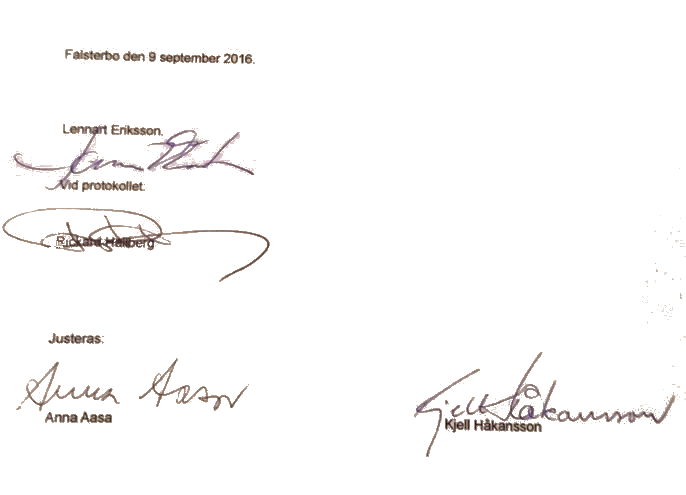 Falsterbo den 9 september 2016.
Lennart Eriksson.
Vid protokollet:
Rickard Hallberg
Justeras:
Anna Aasa
Anna Aasa
Kjell Håkansson
Kjell Håkansson